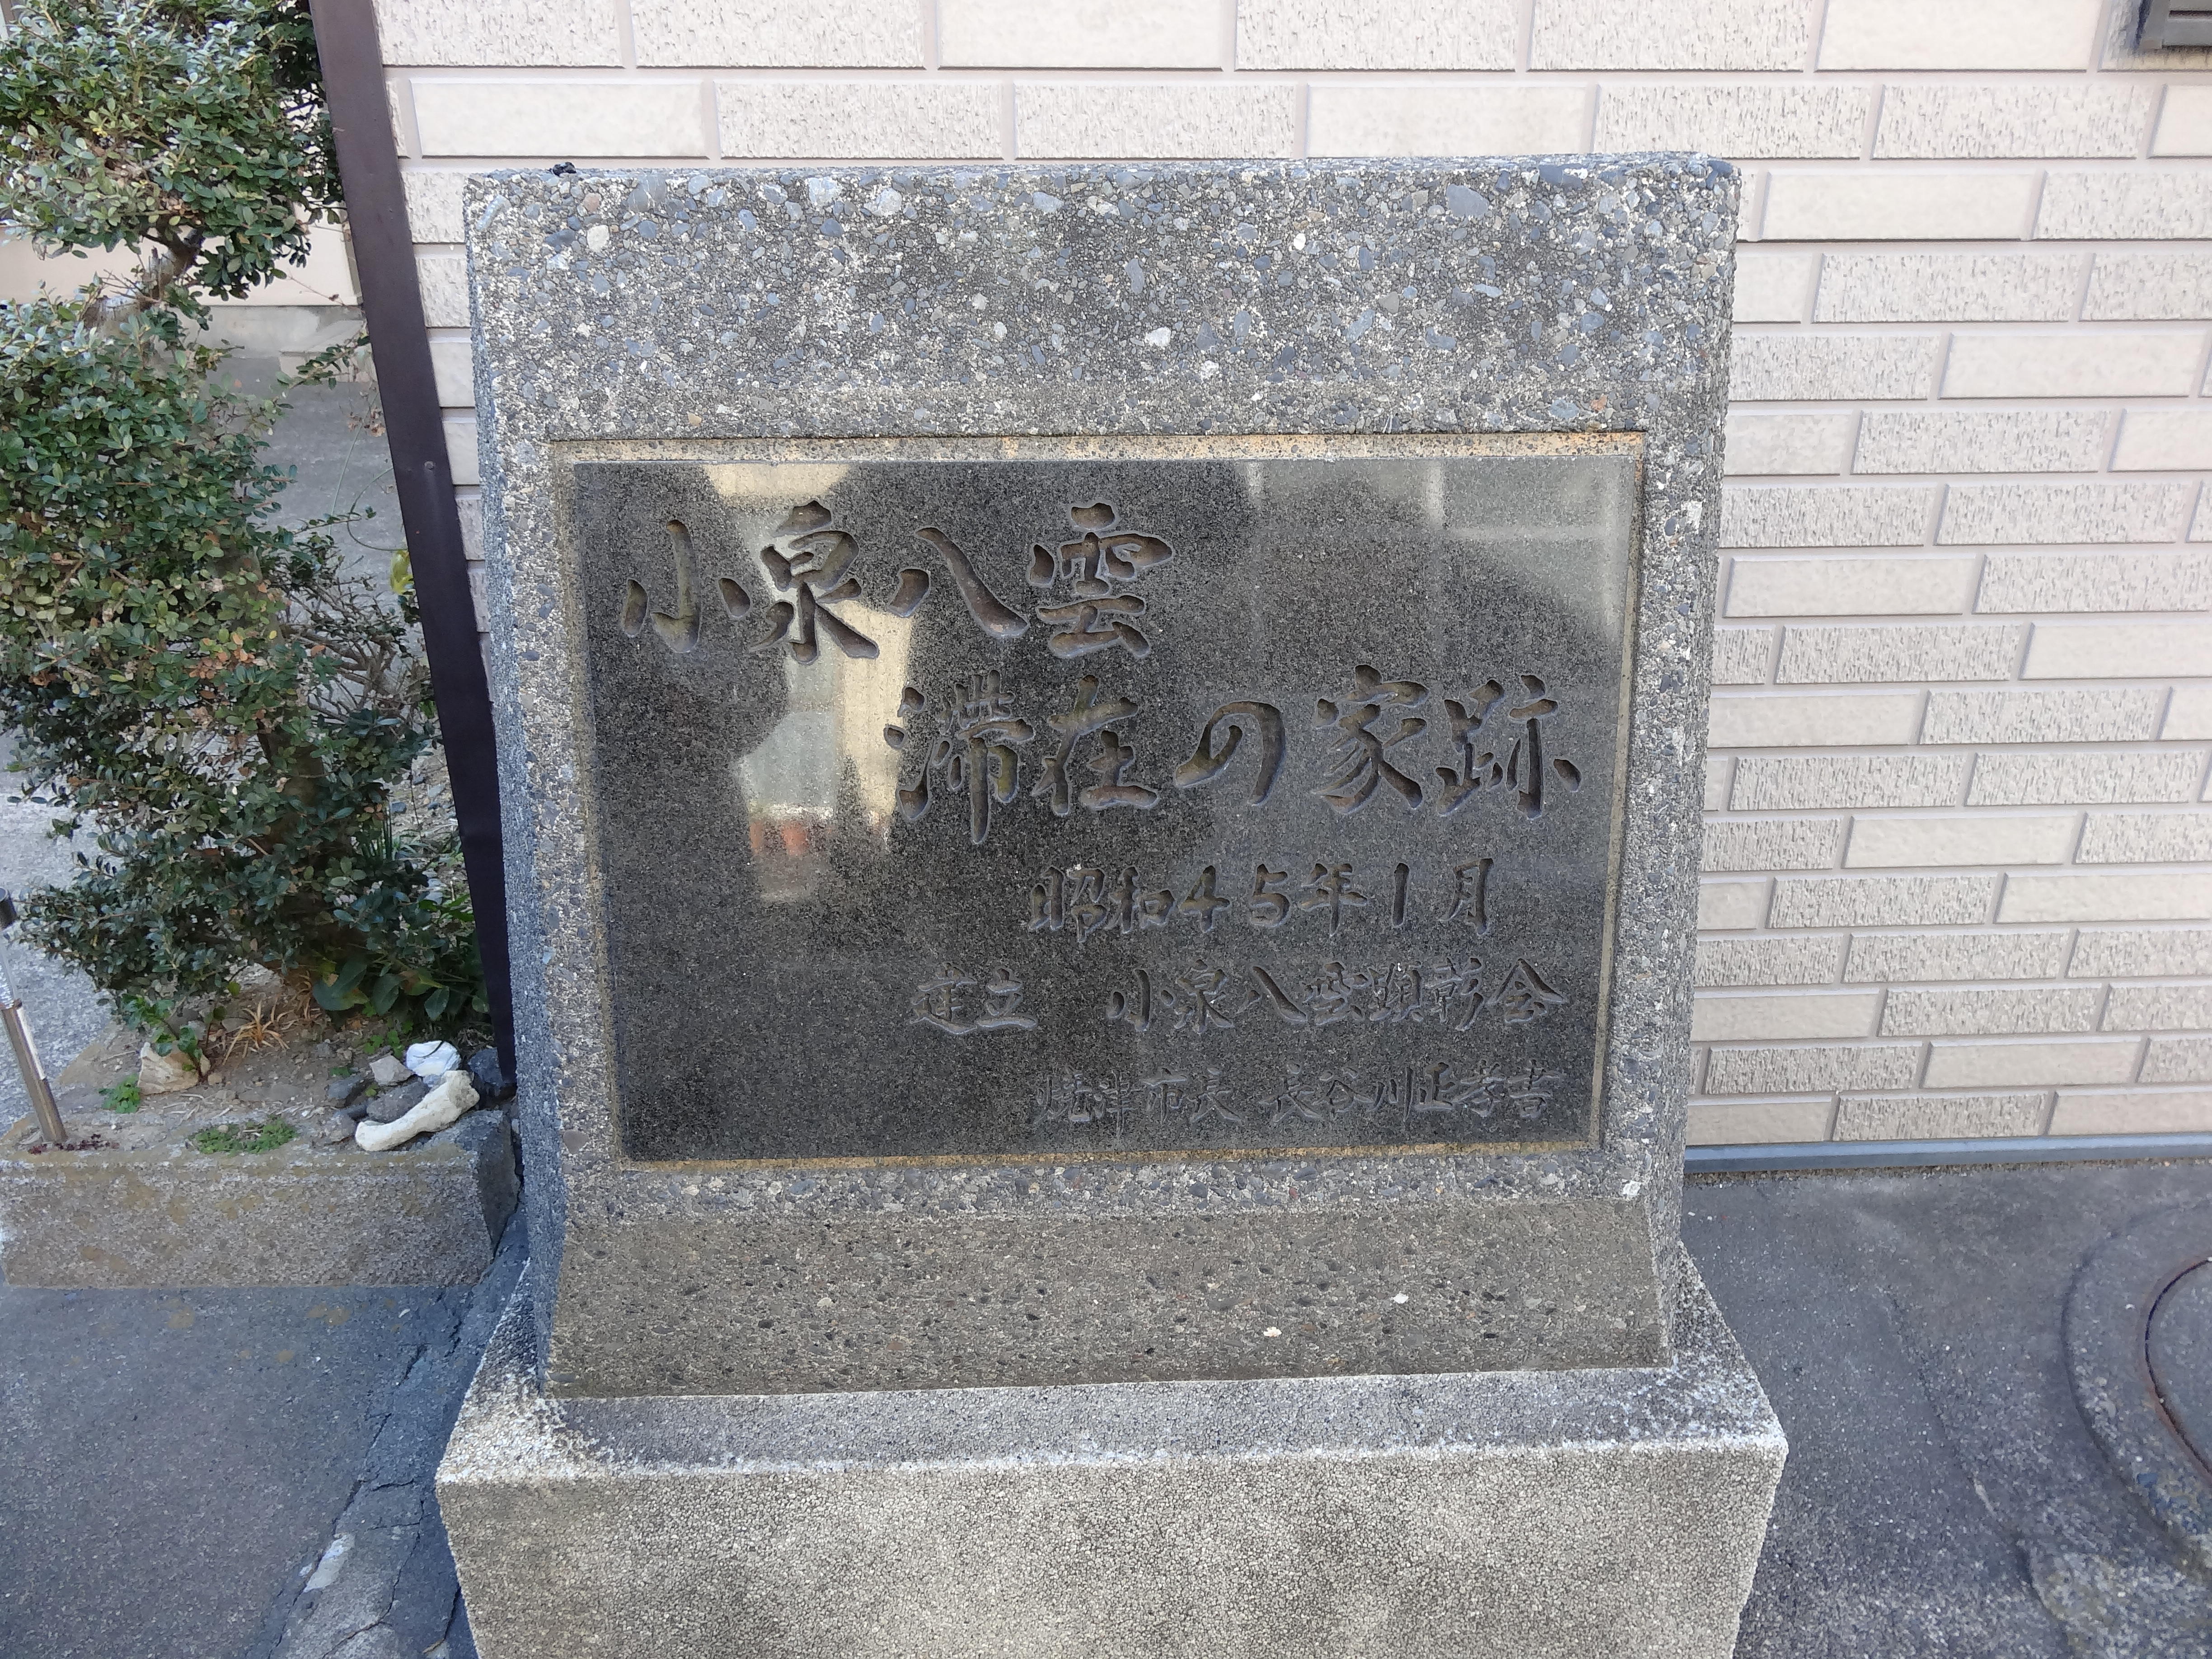 小泉八雲
滞在の家跡
昭和45年1月
建立 小泉八雲顕彰会
焼津市長 長谷川正孝書